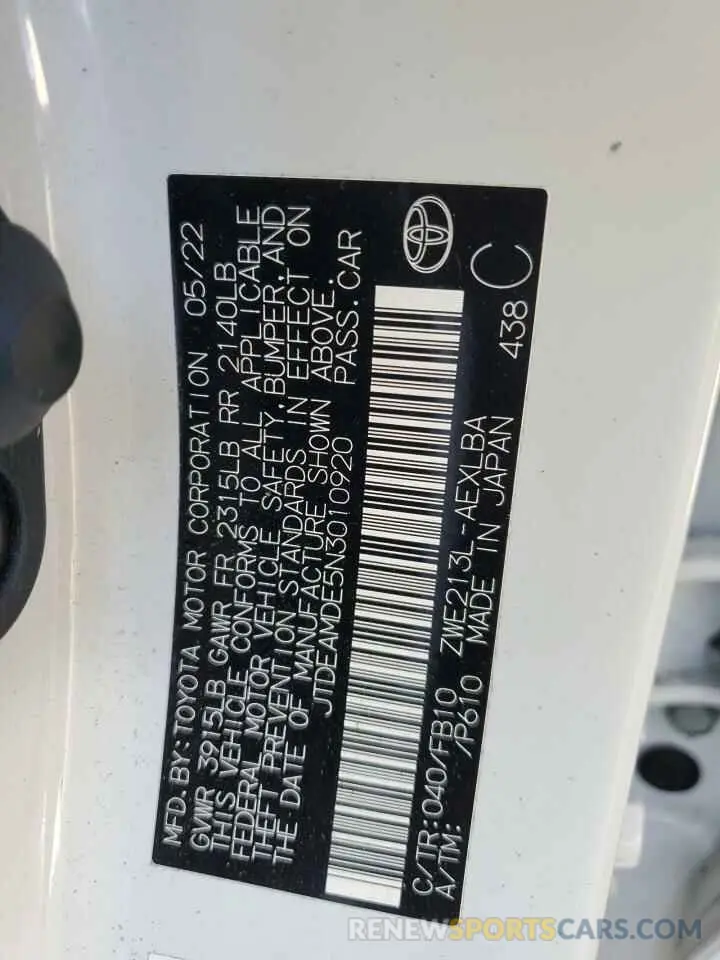 MFD. BY: TOYOTA MOTOR CORPORATION 05/22
GVWR 3915LB GAWR FR 2315LB RR 2140LB
THIS VEHICLE CONFORMS TO ALL APPLICABLE
FEDERAL MOTOR VEHICLE SAFETY, BUMPER, AND
THEFT PREVENTION STANDARDS IN EFFECT ON
THE DATE OF MANUFACTURE SHOWN ABOVE.
JTDEAMDE5N3010920 PASS.CAR
C/TR: 040/FB10 ZWE213L-AEXLBA
A/TM: /P610 MADE IN JAPAN 438 C
RENEWSEXPORTCARS.COM